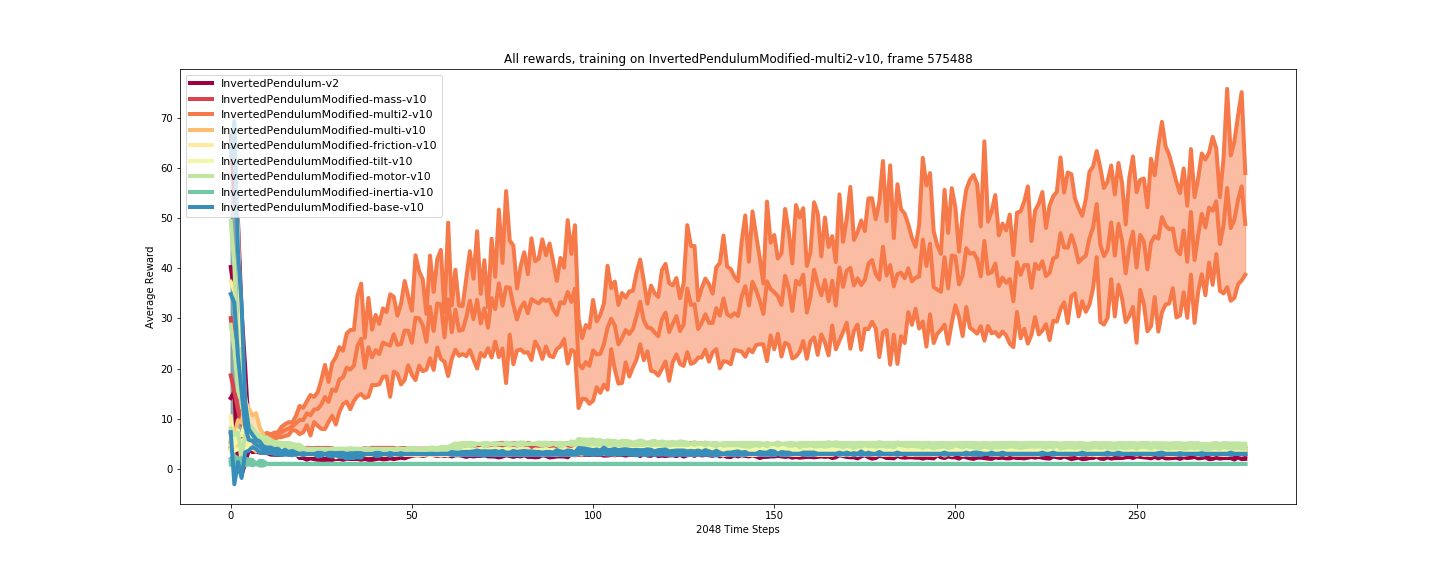 All rewards, training on InvertedPendulumModified-multi2-v10, frame 575488
InvertedPendulum-v2
InvertedPendulumModified-mass-v10
InvertedPendulumModified-multi2-v10
InvertedPendulumModified-multi-v10
InvertedPendulumModified-friction-v10
InvertedPendulumModified-tilt-v10
InvertedPendulumModified-motor-v10
InvertedPendulumModified-inertia-v10
InvertedPendulumModified-base-v10
Average Reward
70
60
50
40
30
20
10
0
0 50 100 150 200 250
2048 Time Steps